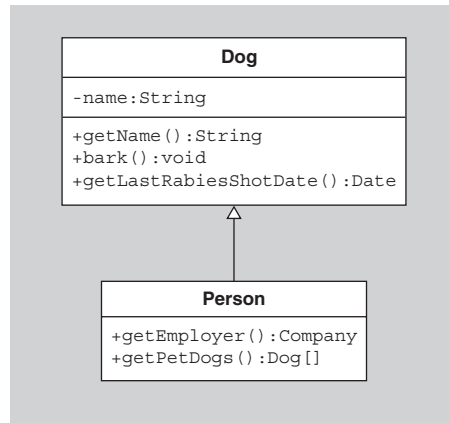 Dog
-name:String
+getName():String
+bark():void
+getLastRabiesShotDate():Date
Person
+getEmployer():Company
+getPetDogs():Dog[]